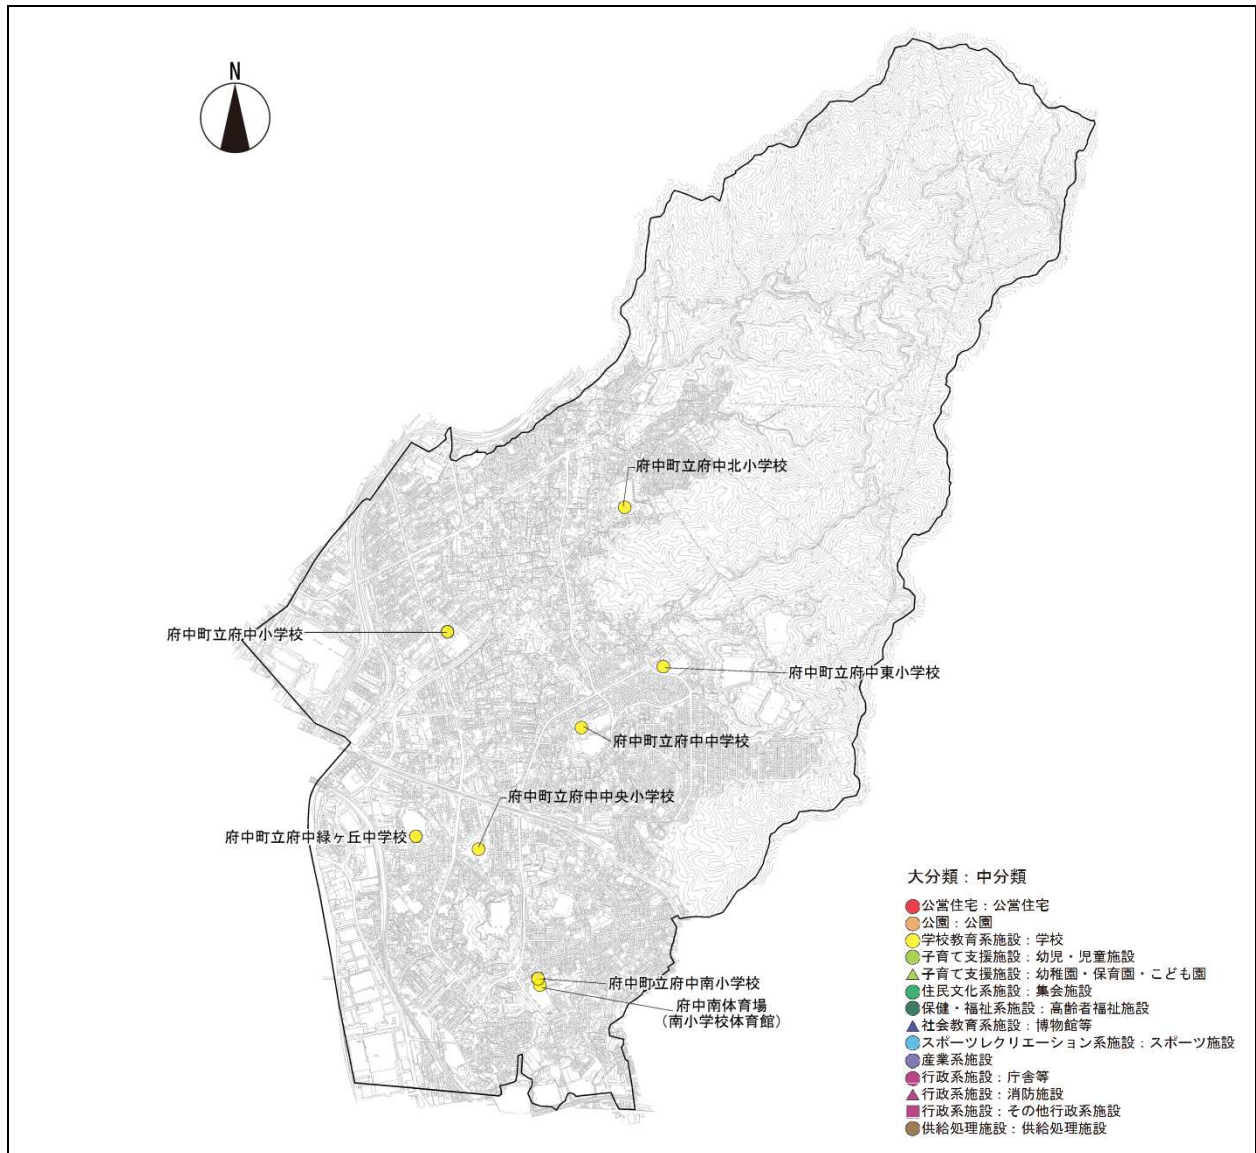 N
府中町立府中北小学校
府中町立府中小学校
府中町立府中東小学校
府中町立府中中学校
府中町立府中中央小学校
府中町立府中緑ヶ丘中学校
府中町立府中南小学校
府中南体育場
（南小学校体育館）
大分類：中分類
公営住宅：公営住宅
公園：公園
学校教育系施設：学校
子育て支援施設：幼児・児童施設
子育て支援施設：幼稚園・保育園・こども園
住民文化系施設：集会施設
保健・福祉系施設：高齢者福祉施設
社会教育系施設：博物館等
スポーツレクリエーション系施設：スポーツ施設
産業系施設
行政系施設：庁舎等
行政系施設：消防施設
行政系施設：その他行政系施設
供給処理施設：供給処理施設